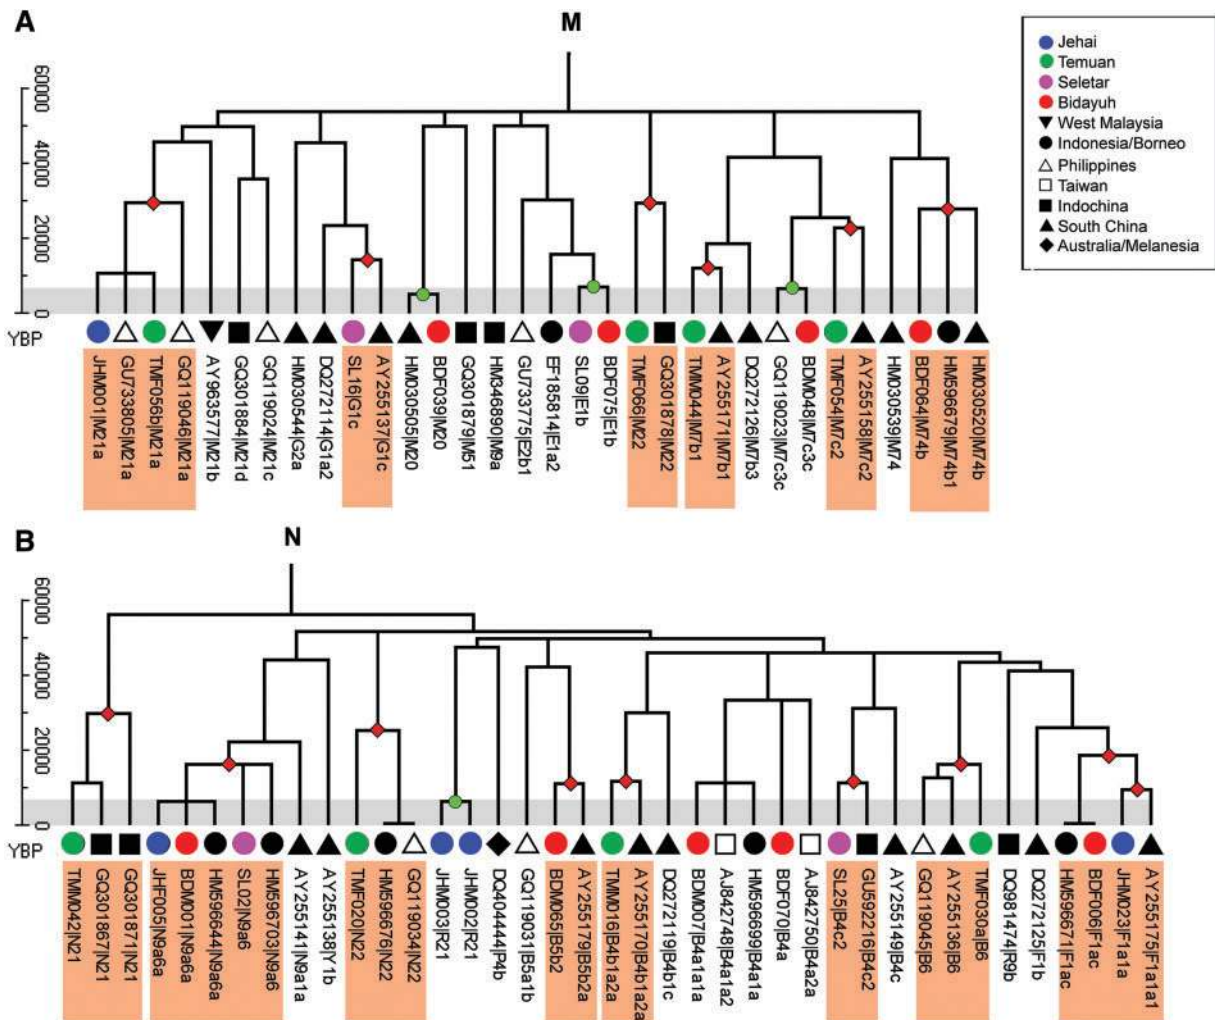 A
M
60000
40000
20000
0
YBP
Jehai
Temuan
Seletar
Bidayuh
West Malaysia
Indonesia/Borneo
Philippines
Taiwan
Indochina
South China
Australia/Melanesia
JHM001|M21a
GU733805|M21a
TMF056b|M21a
GQ119046|M21a
AY963577|M21b
GQ301884|M21d
GQ119024|M21c
HM030544|G2a
DQ272114|G1a2
SL16|G1c
AY255137|G1c
HM030505|M20
BDF039|M20
GQ301879|M51
HM346890|M9a
GU733775|E2b1
EF185814|E1a2
SL09|E1b
BDF075|E1b
TMF066|M22
GQ301878|M22
TMM044|M7b1
AY255171|M7b1
DQ272126|M7b3
GQ119023|M7c3c
BDM048|M7c3c
TMF054|M7c2
AY255158|M7c2
HM030539|M74
BDF064|M74b
HM596679|M74b1
HM030520|M74b
B
N
60000
40000
20000
0
YBP
TMM042|N21
GQ301867|N21
GQ301871|N21
JHF005|N9a6a
BDM001|N9a6a
HM596644|N9a6a
SL02|N9a6
HM596703|N9a6
AY255141|N9a1a
AY255138|Y1b
TMF020|N22
HM596676|N22
GQ119034|N22
JHM003|R21
JHM002|R21
DQ404444|P4b
GQ119031|B5a1b
BDM065|B5b2
AY255179|B5b2a
TMM016|B4b1a2a
AY255170|B4b1a2a
DQ272119|B4b1c
BDM007|B4a1a1a
AJ842748|B4a1a2
HM596699|B4a1a
BDF070|B4a
AJ842750|B4a2a
SL25|B4c2
GU592216|B4c2
AY255149|B4c
GQ119045|B6
AY255136|B6
TMF030a|B6
DQ981474|R9b
DQ272125|F1b
HM596671|F1ac
BDF006|F1ac
JHM023|F1a1a
AY255175|F1a1a1